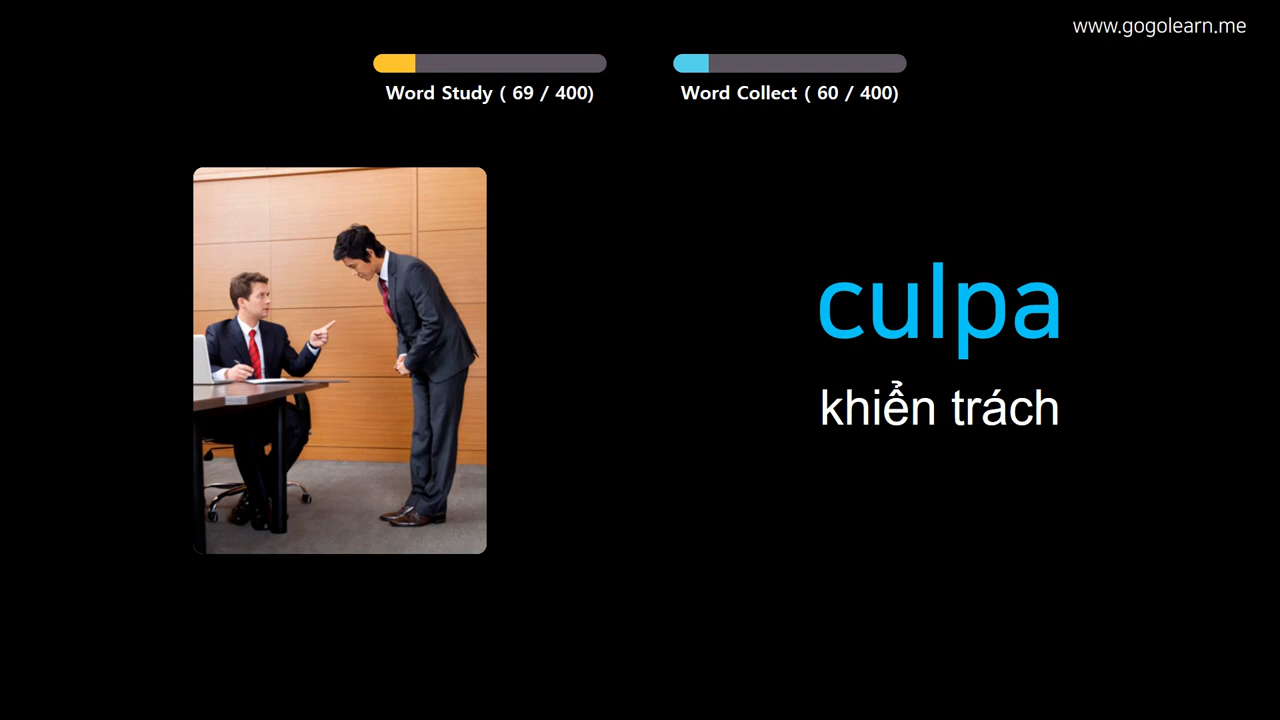 www.gogolearn.me
Word Study ( 69 / 400)
Word Collect ( 60 / 400)
culpa
khiển trách